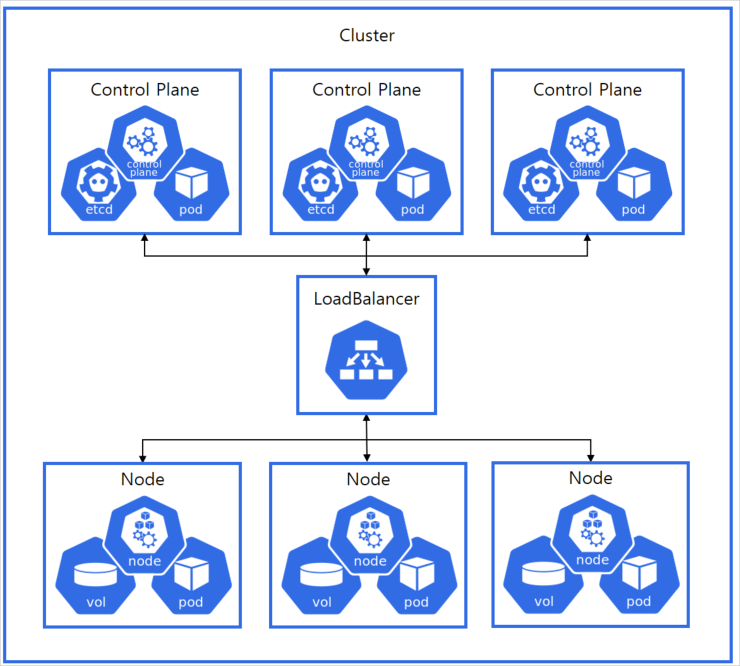 Cluster
Control Plane
Control Plane
Control Plane
control
plane
etcd
pod
control
plane
etcd
pod
control
plane
etcd
pod
LoadBalancer
Node
Node
Node
node
vol
pod
node
vol
pod
node
vol
pod